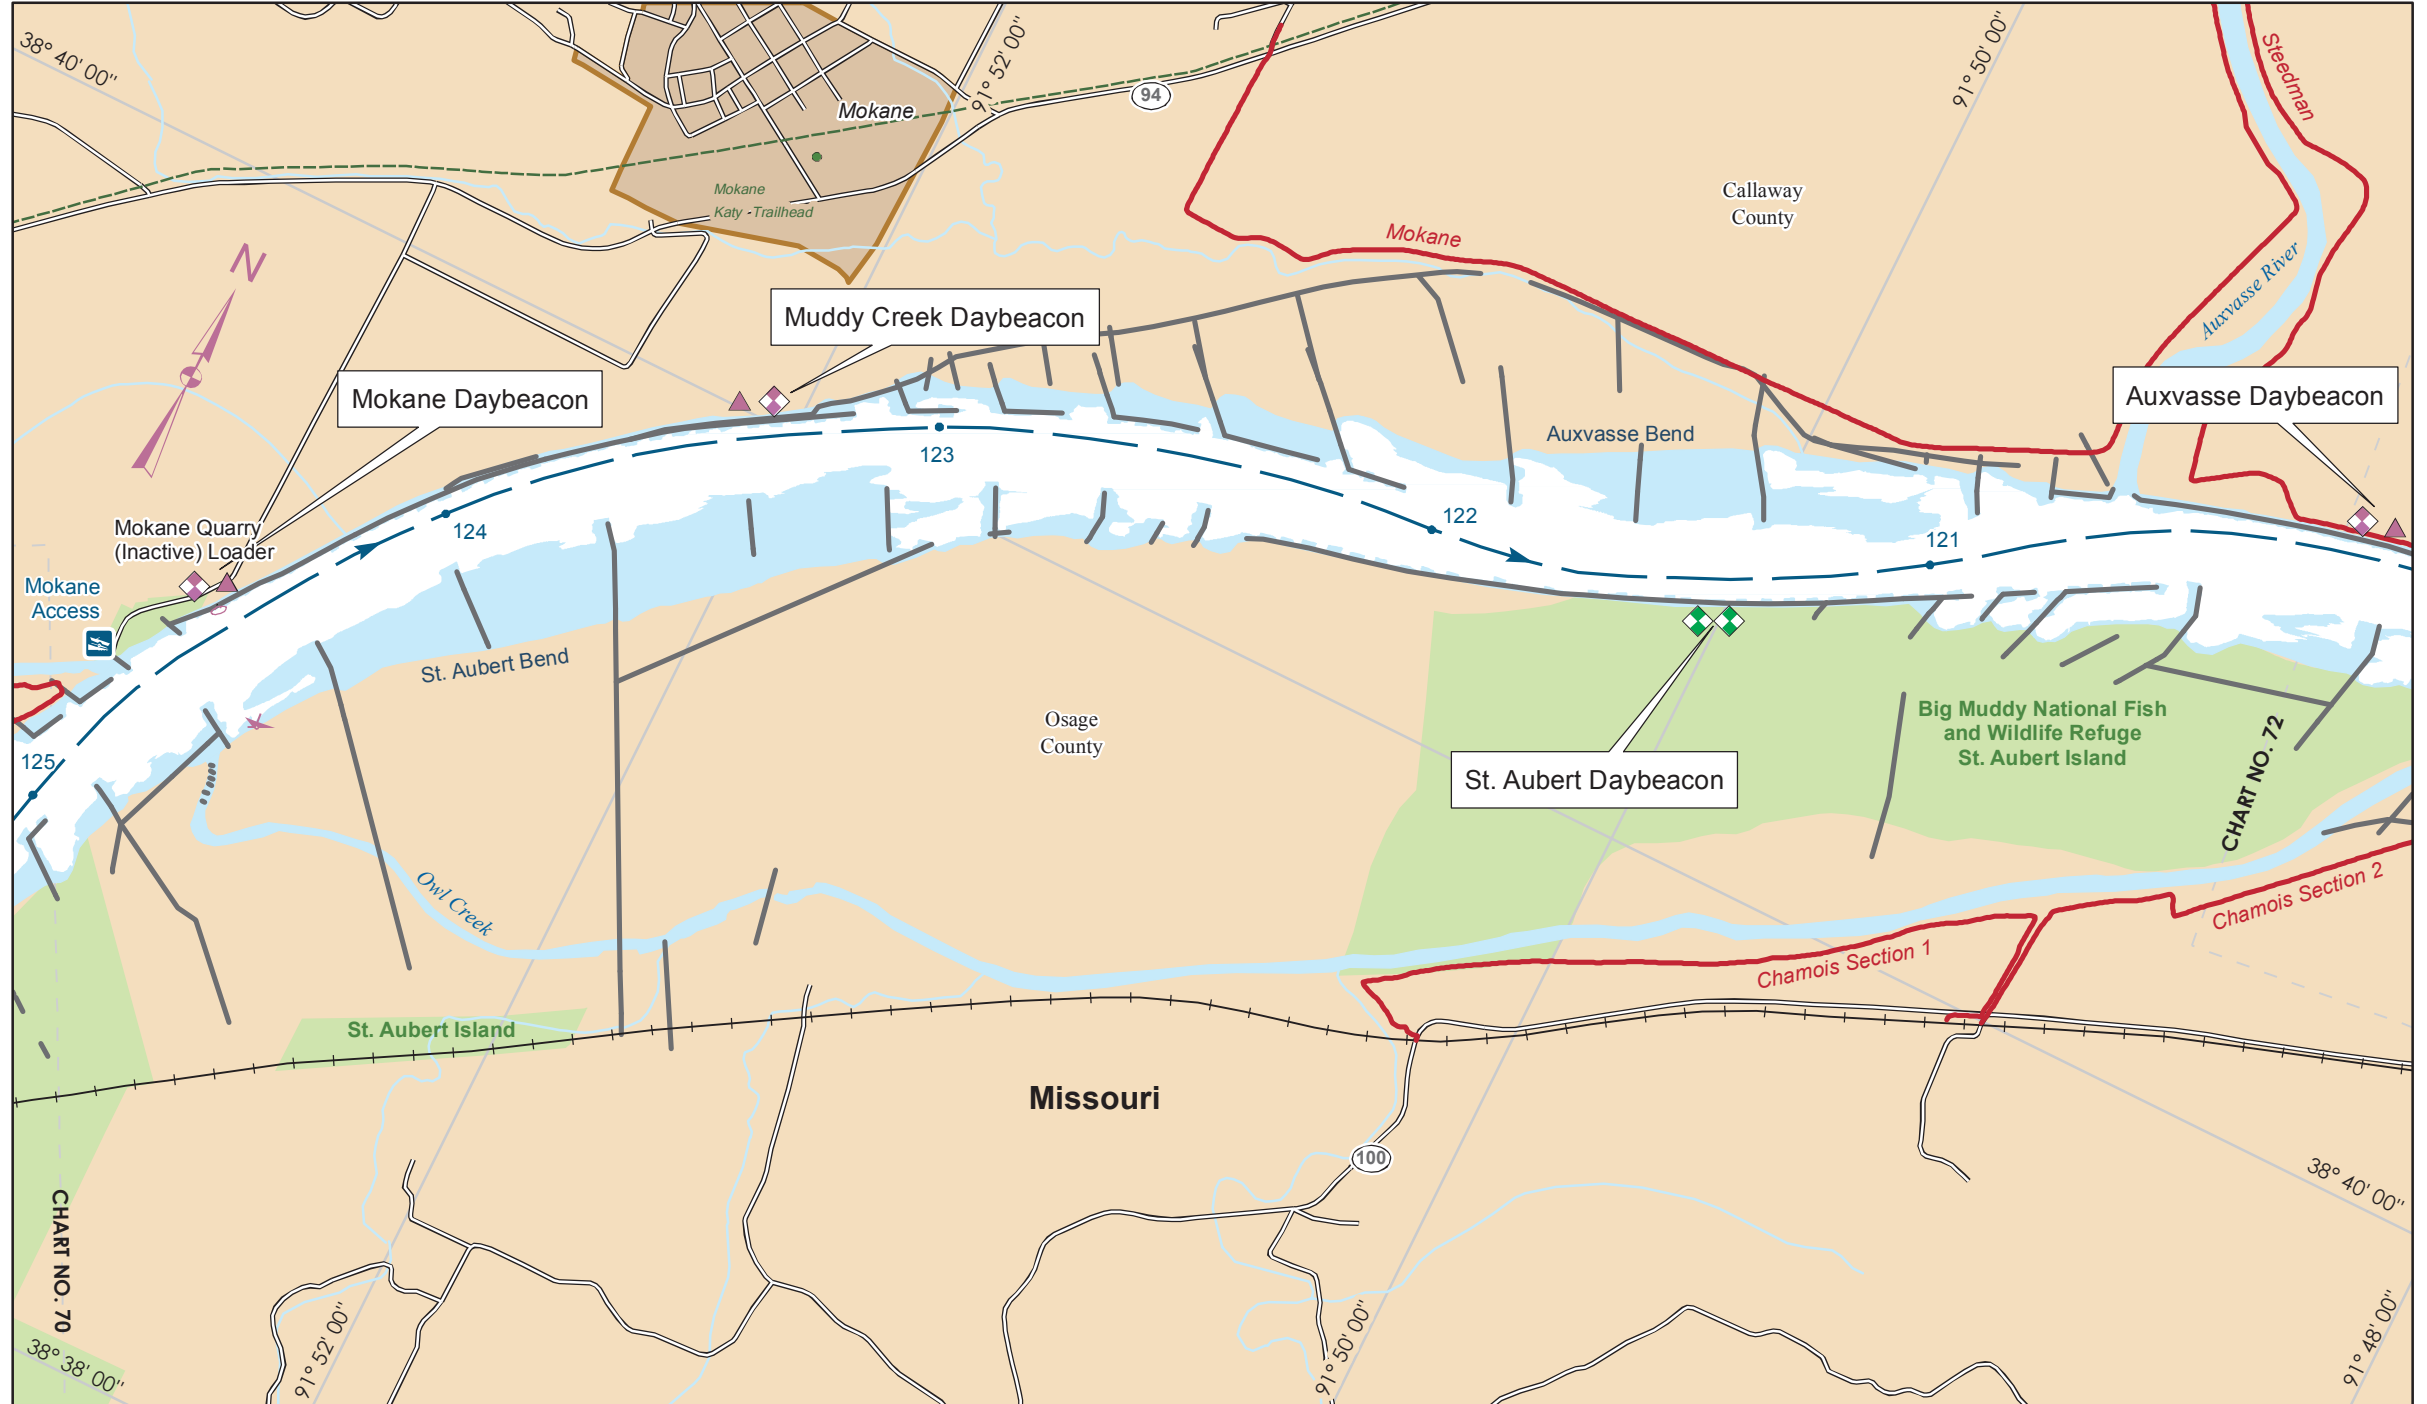 38° 40' 00"
91° 52' 00"
91° 50' 00"
Steedman
94
Mokane
Mokane
Katy -Trailhead
Callaway
County
Mokane
N
Auxvasse River
Muddy Creek Daybeacon
Mokane Daybeacon
Auxvasse Daybeacon
Auxvasse Bend
123
122
124
121
Mokane Quarry
(Inactive) Loader
Mokane
Access
St. Aubert Bend
125
Osage
County
Big Muddy National Fish
and Wildlife Refuge
St. Aubert Island
CHART NO. 72
St. Aubert Daybeacon
Owl Creek
Chamois Section 2
Chamois Section 1
St. Aubert Island
Missouri
100
38° 40' 00"
CHART NO. 70
38° 38' 00"
91° 52' 00"
91° 50' 00"
91° 48' 00"